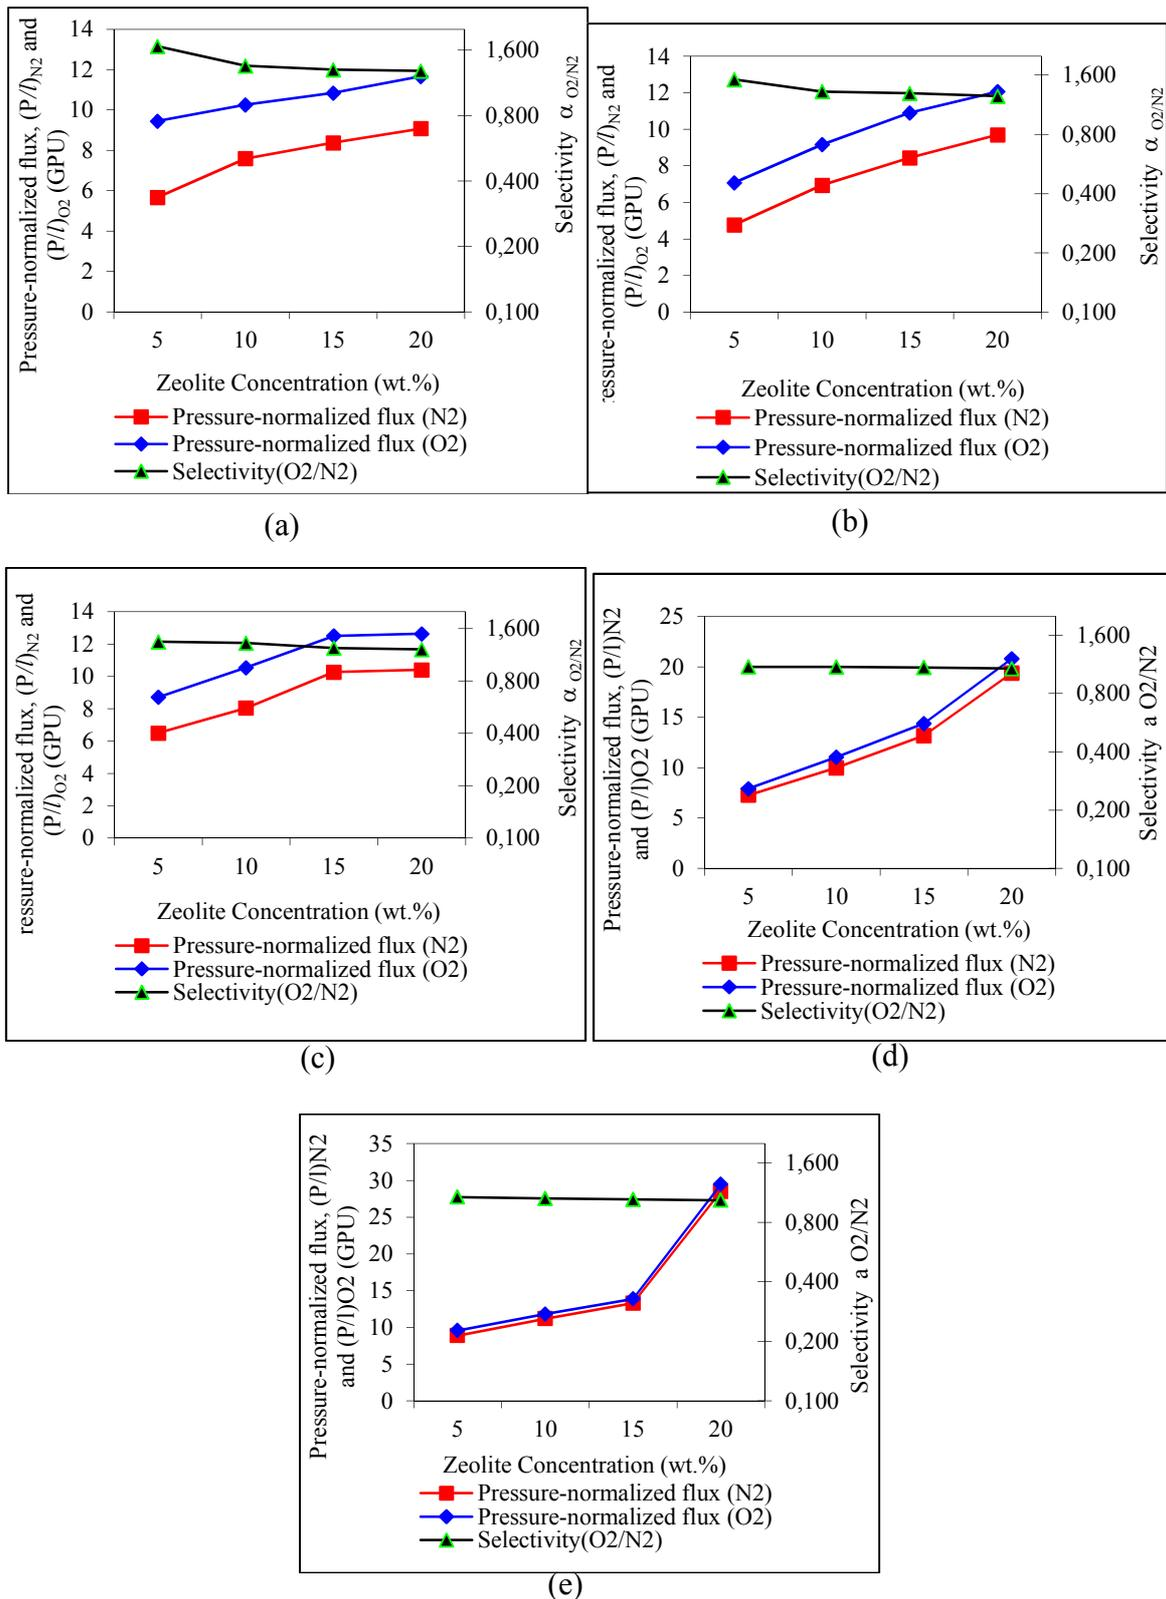 Pressure-normalized flux, (P/l)N2 and
(P/l)O2 (GPU)
14
12
10
8
6
4
2
0
1,600
0,800
0,400
0,200
0,100
Selectivity α O2/N2
5 10 15 20
Zeolite Concentration (wt.%)
Pressure-normalized flux (N2)
Pressure-normalized flux (O2)
Selectivity(O2/N2)
(a)
ressure-normalized flux, (P/l)N2 and
(P/l)O2 (GPU)
14
12
10
8
6
4
2
0
1,600
0,800
0,400
0,200
0,100
Selectivity α O2/N2
5 10 15 20
Zeolite Concentration (wt.%)
Pressure-normalized flux (N2)
Pressure-normalized flux (O2)
Selectivity(O2/N2)
(b)
ressure-normalized flux, (P/l)N2 and
(P/l)O2 (GPU)
14
12
10
8
6
4
2
0
1,600
0,800
0,400
0,200
0,100
Selectivity α O2/N2
5 10 15 20
Zeolite Concentration (wt.%)
Pressure-normalized flux (N2)
Pressure-normalized flux (O2)
Selectivity(O2/N2)
(c)
Pressure-normalized flux, (P/l)N2
and (P/l)O2 (GPU)
25
20
15
10
5
0
1,600
0,800
0,400
0,200
0,100
Selectivity a O2/N2
5 10 15 20
Zeolite Concentration (wt.%)
Pressure-normalized flux (N2)
Pressure-normalized flux (O2)
Selectivity(O2/N2)
(d)
Pressure-normalized flux, (P/l)N2
and (P/l)O2 (GPU)
35
30
25
20
15
10
5
0
1,600
0,800
0,400
0,200
0,100
Selectivity a O2/N2
5 10 15 20
Zeolite Concentration (wt.%)
Pressure-normalized flux (N2)
Pressure-normalized flux (O2)
Selectivity(O2/N2)
(e)